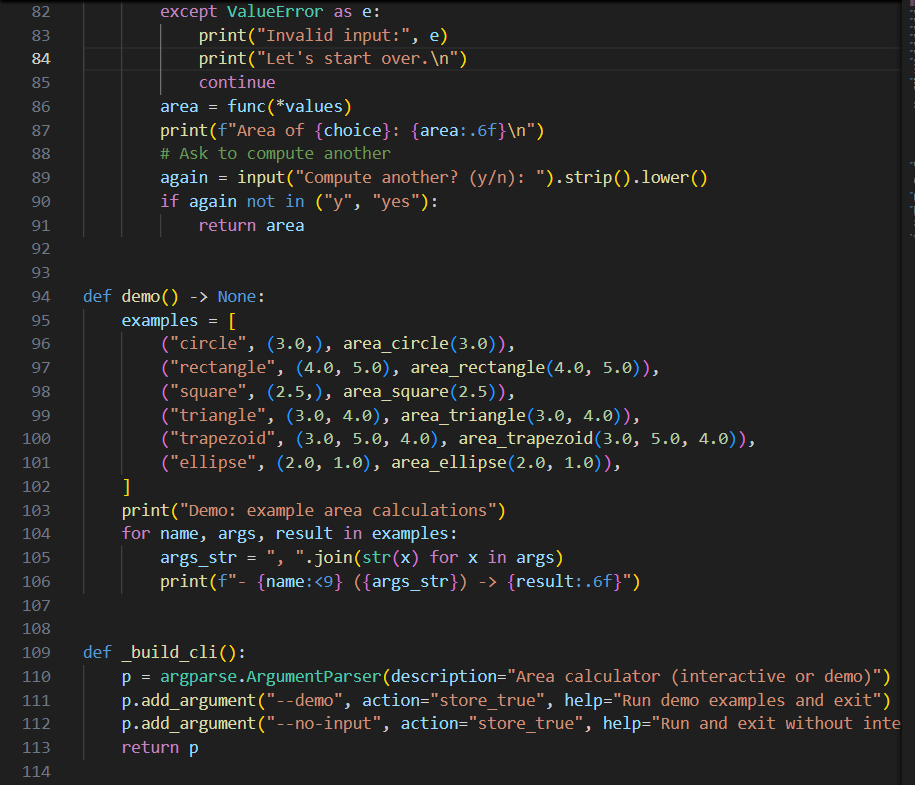 82 except ValueError as e:
83 print("Invalid input:", e)
84 print("Let's start over.\n")
85 continue
86 area = func(*values)
87 print(f"Area of {choice}: {area:.6f}\n")
88 # Ask to compute another
89 again = input("Compute another? (y/n): ").strip().lower()
90 if again not in ("y", "yes"):
91 return area
92
93
94 def demo() -> None:
95 examples = [
96 ("circle", (3.0,), area_circle(3.0)),
97 ("rectangle", (4.0, 5.0), area_rectangle(4.0, 5.0)),
98 ("square", (2.5,), area_square(2.5)),
99 ("triangle", (3.0, 4.0), area_triangle(3.0, 4.0)),
100 ("trapezoid", (3.0, 5.0, 4.0), area_trapezoid(3.0, 5.0, 4.0)),
101 ("ellipse", (2.0, 1.0), area_ellipse(2.0, 1.0)),
102 ]
103 print("Demo: example area calculations")
104 for name, args, result in examples:
105 args_str = ", ".join(str(x) for x in args)
106 print(f"- {name:<9} ({args_str}) -> {result:.6f}")
107
108
109 def _build_cli():
110 p = argparse.ArgumentParser(description="Area calculator (interactive or demo)")
111 p.add_argument("--demo", action="store_true", help="Run demo examples and exit")
112 p.add_argument("--no-input", action="store_true", help="Run and exit without inte
113 return p
114